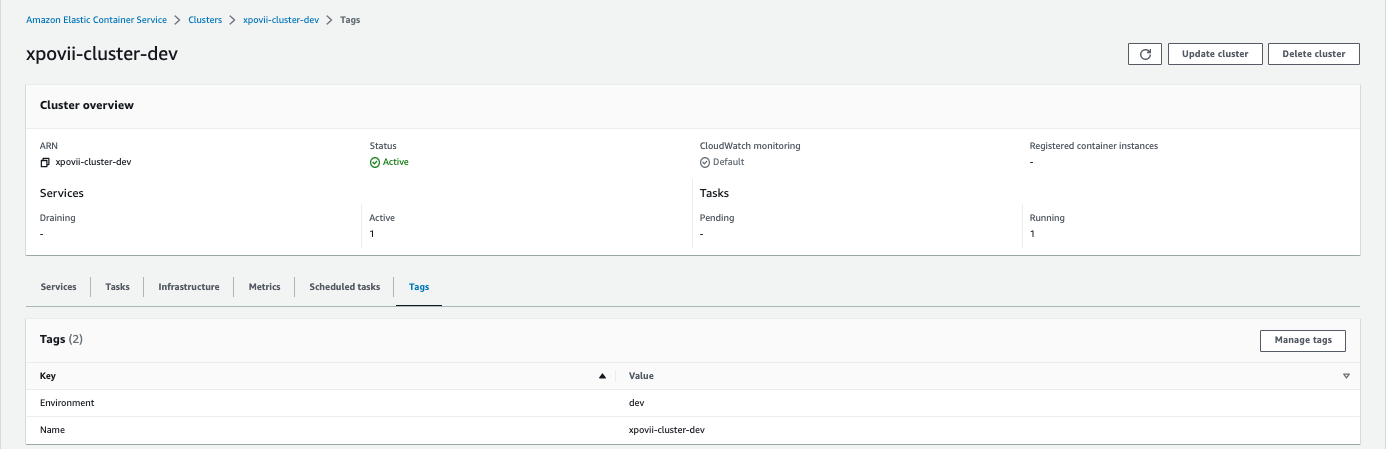 Amazon Elastic Container Service > Clusters > xpovii-cluster-dev > Tags
xpovii-cluster-dev
Update cluster
Delete cluster
Cluster overview
ARN
xpovii-cluster-dev
Status
Active
CloudWatch monitoring
Default
Registered container instances
-
Services
Draining
-
Active
1
Tasks
Pending
-
Running
1
Services
Tasks
Infrastructure
Metrics
Scheduled tasks
Tags
Tags (2)
Manage tags
Key Value
Environment dev
Name xpovii-cluster-dev